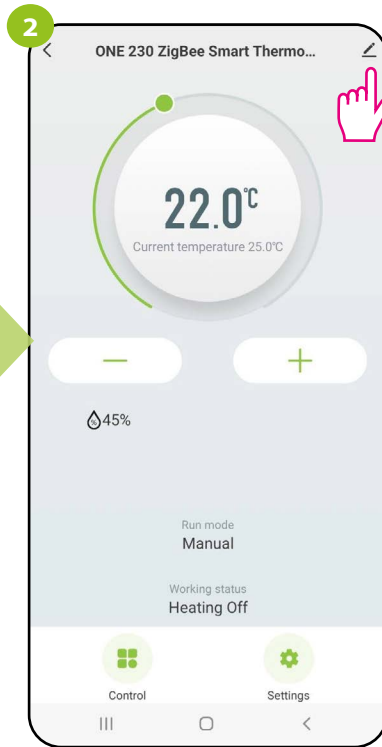 2
ONE 230 ZigBee Smart Thermo...
22.0℃
Current temperature 25.0℃
45%
Run mode
Manual
Working status
Heating Off
Control
Settings